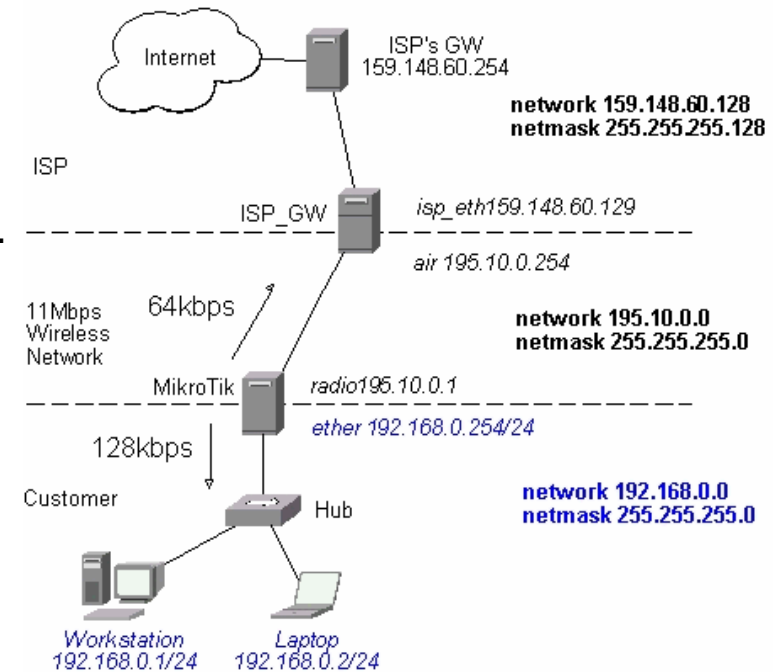 Internet
ISP's GW
159.148.60.254
network 159.148.60.128
netmask 255.255.255.128
ISP
ISP_GW
isp_eth159.148.60.129
air 195.10.0.254
11Mbps
Wireless
Network
64kbps
network 195.10.0.0
netmask 255.255.255.0
MikroTik
radio195.10.0.1
ether 192.168.0.254/24
128kbps
Customer
Hub
network 192.168.0.0
netmask 255.255.255.0
Workstation
192.168.0.1/24
Laptop
192.168.0.2/24